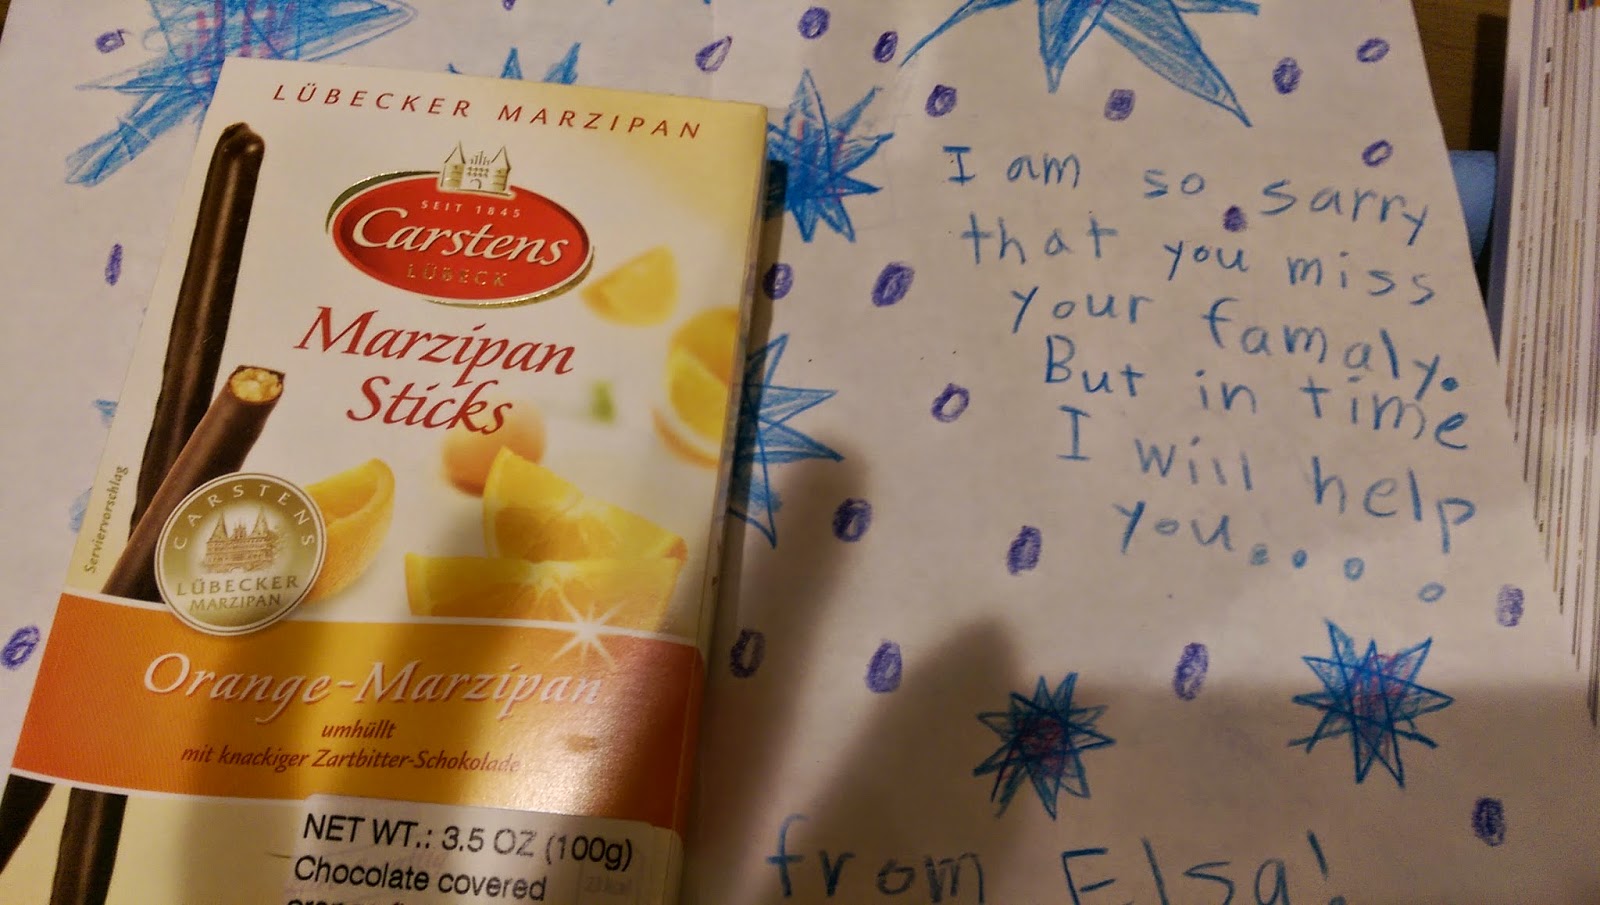 LÜBECKER MARZIPAN
SEIT 1845
Carstens
LÜBECK
Marzipan
Sticks
Serviervorschlag
CARSTENS
LÜBECKER
MARZIPAN
Orange-Marzipan
umhüllt
mit knackiger Zartbitter-Schokolade
NET WT.: 3.5 OZ (100g)
Chocolate covered
I am so sarry
that you miss
your famaly.
But in time
I will help
you.....
from Elsa!